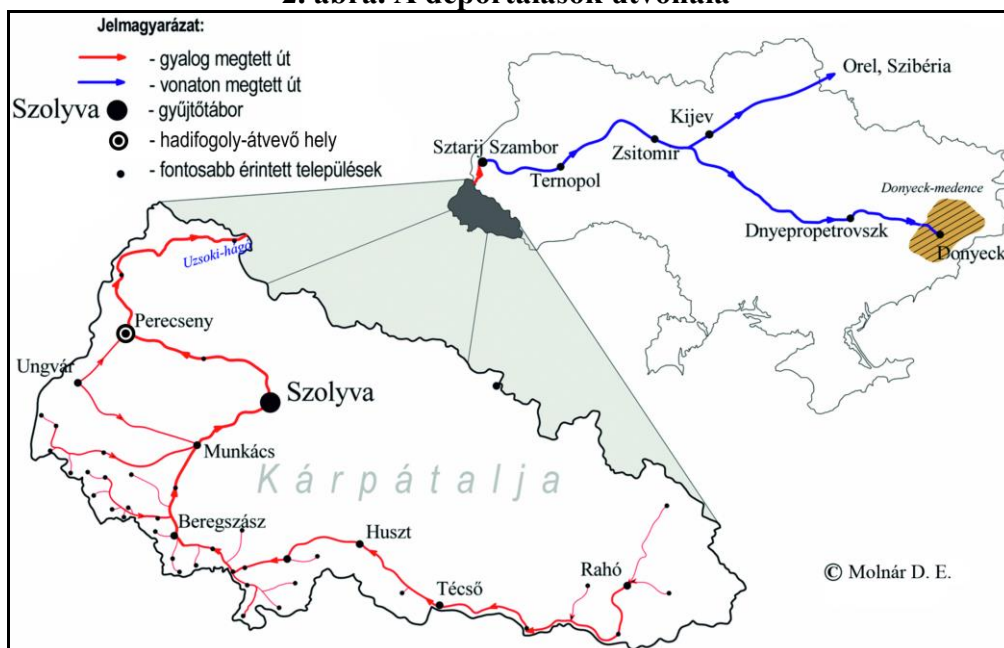 2. ábra. A deportálások útvonala
Jelmagyarázat:
- gyalog megtett út
- vonaton megtett út
Szolyva - gyűjtőtábor
- hadifogoly-átvevő hely
- fontosabb érintett települések
Orel, Szibéria
Kijev
Sztarij Szambor
Zsitomir
Ternopol
Donyeck-medence
Dnyepropetrovszk
Donyeck
Uzsoki-hágó
Perecseny
Ungvár
Szolyva
Munkács
Kárpátalja
Beregszász
Huszt
Rahó
Técső
© Molnár D. E.